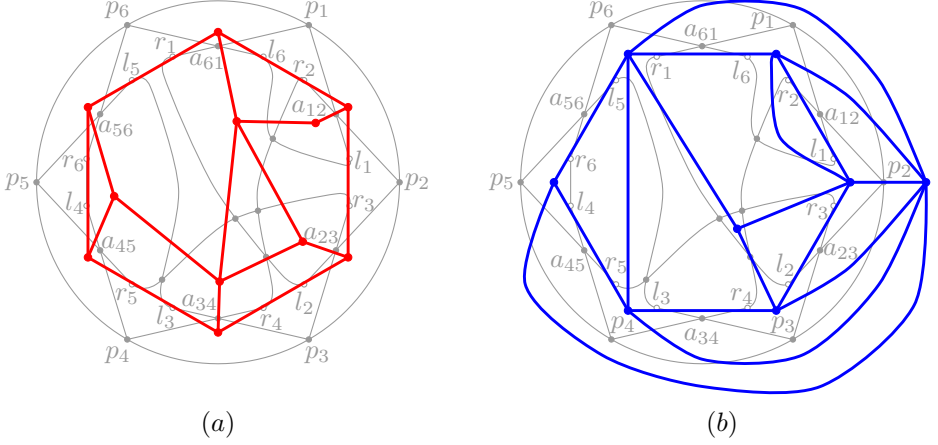 p₆ p₁
r₁ a₆₁ l₆
l₅ r₂
a₅₆ a₁₂
r₆ l₁
p₅ p₂
l₄ r₃
a₄₅ a₂₃
r₅ l₃ a₃₄ r₄ l₂
p₄ p₃
(a)
p₆ p₁
a₆₁
r₁ l₆
l₅ r₂
a₅₆ a₁₂
r₆ l₁
p₅ p₂
l₄ r₃
a₄₅ a₂₃
r₅ l₂
l₃ r₄
p₄ a₃₄ p₃
(b)